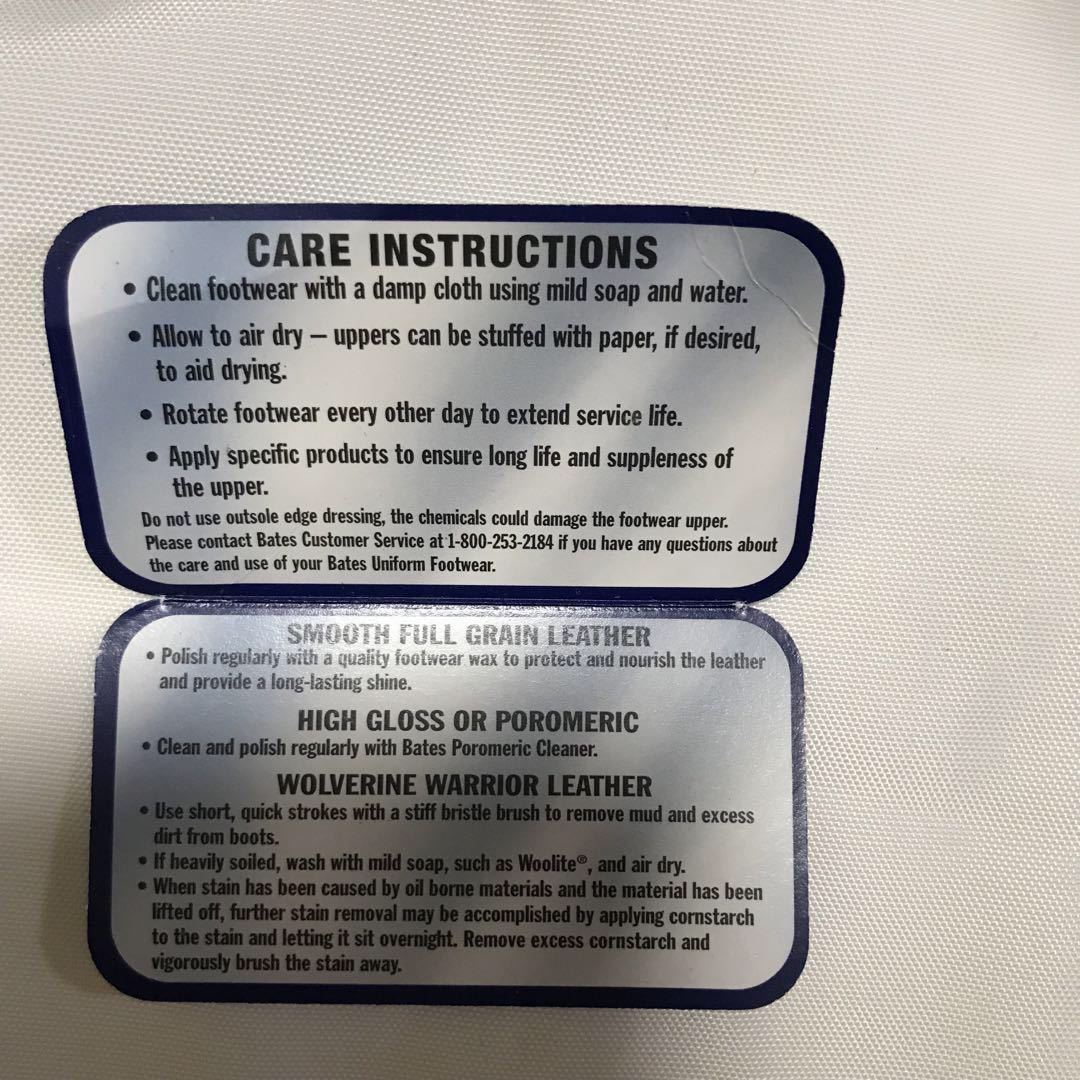 CARE INSTRUCTIONS
• Clean footwear with a damp cloth using mild soap and water.
• Allow to air dry – uppers can be stuffed with paper, if desired,
to aid drying.
• Rotate footwear every other day to extend service life.
• Apply specific products to ensure long life and suppleness of
the upper.
Do not use outsole edge dressing, the chemicals could damage the footwear upper.
Please contact Bates Customer Service at 1-800-253-2184 if you have any questions about
the care and use of your Bates Uniform Footwear.
SMOOTH FULL GRAIN LEATHER
• Polish regularly with a quality footwear wax to protect and nourish the leather
and provide a long-lasting shine.
HIGH GLOSS OR POROMERIC
• Clean and polish regularly with Bates Poromeric Cleaner.
WOLVERINE WARRIOR LEATHER
• Use short, quick strokes with a stiff bristle brush to remove mud and excess
dirt from boots.
• If heavily soiled, wash with mild soap, such as Woolite®, and air dry.
• When stain has been caused by oil borne materials and the material has been
lifted off, further stain removal may be accomplished by applying cornstarch
to the stain and letting it sit overnight. Remove excess cornstarch and
vigorously brush the stain away.